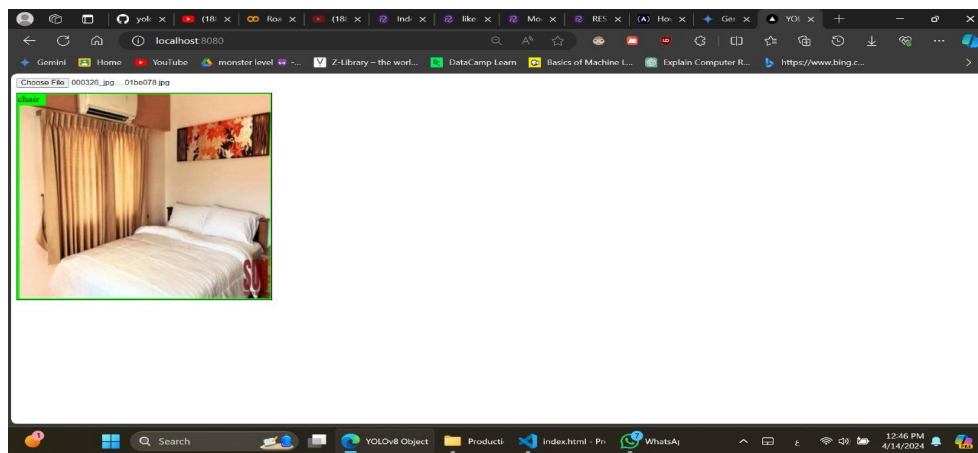 yol (18 Roa (18 Ind like Mo RES Ho Ger YOL
localhost:8080
Gemini Home YouTube monster level -... Z-Library – the worl... DataCamp Learn Basics of Machine L... Explain Computer R... https://www.bing.c...
Choose File 000326_jpg....01be078.jpg
chair
Search YOLOv8 Object Producti index.html - Pr WhatsA 7 ع 12:46 PM
4/14/2024